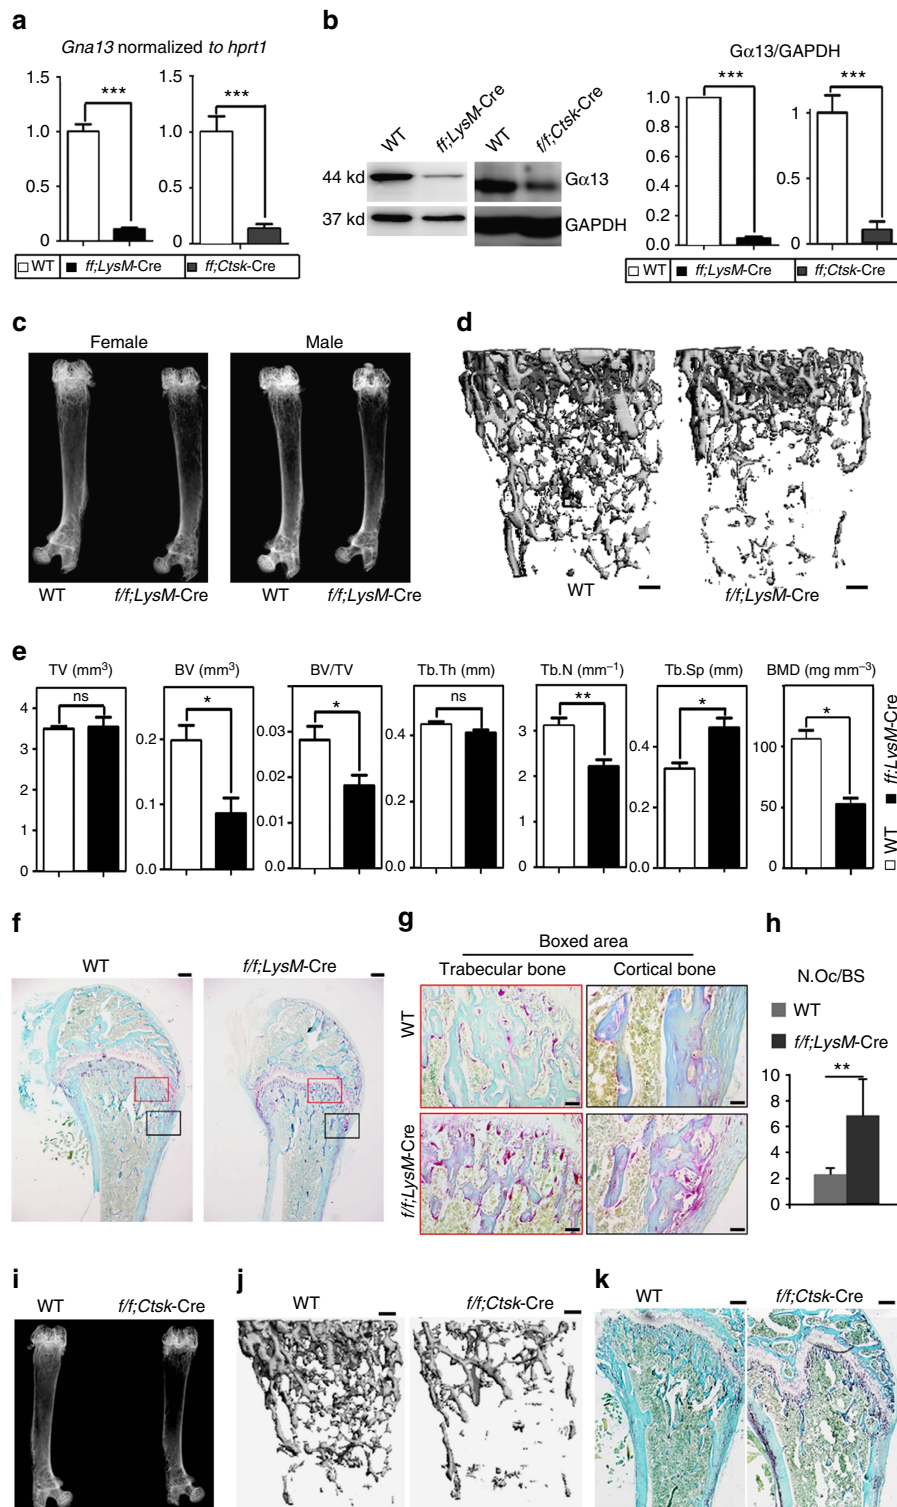 a
Gna13 normalized to hprt1
1.5
1.0
0.5
0
***
1.5
1.0
0.5
0
***
WT
ff;LysM-Cre
ff;Ctsk-Cre
b
WT
ff;LysM-Cre
WT
f/f;Ctsk-Cre
44 kd
Gα13
37 kd
GAPDH
Gα13/GAPDH
1.0
0.8
0.6
0.4
0.2
0.0
***
1
0.5
0
***
WT
ff;LysM-Cre
ff;Ctsk-Cre
c
Female
Male
WT
f/f;LysM-Cre
WT
f/f;LysM-Cre
d
WT
f/f;LysM-Cre
e
TV (mm³)
4
3
2
1
0
ns
BV (mm³)
0.2
0.1
0.0
*
BV/TV
0.03
0.02
0.01
0.0
*
Tb.Th (mm)
0.4
0.2
0.0
ns
Tb.N (mm⁻¹)
4
3
2
1
0
**
Tb.Sp (mm)
0.4
0.2
0.0
*
BMD (mg mm⁻³)
100
50
0
*
WT
ff:LysM-Cre
f
WT
f/f;LysM-Cre
g
Boxed area
Trabecular bone
Cortical bone
WT
f/f;LysM-Cre
h
N.Oc/BS
WT
f/f;LysM-Cre
10
8
6
4
2
0
**
i
WT
f/f;Ctsk-Cre
j
WT
f/f;Ctsk-Cre
k
WT
f/f;Ctsk-Cre